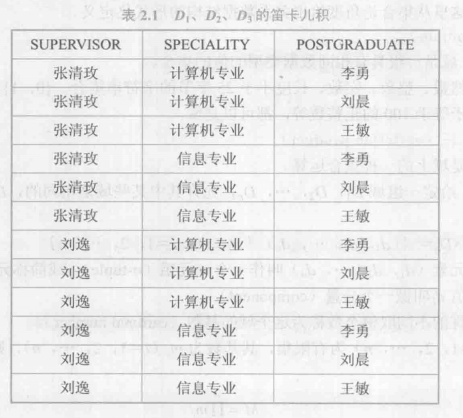 表 2.1 D₁、D₂、D₃的笛卡儿积
SUPERVISOR SPECIALITY POSTGRADUATE
张清玫 计算机专业 李勇
张清玫 计算机专业 刘晨
张清玫 计算机专业 王敏
张清玫 信息专业 李勇
张清玫 信息专业 刘晨
张清玫 信息专业 王敏
刘逸 计算机专业 李勇
刘逸 计算机专业 刘晨
刘逸 计算机专业 王敏
刘逸 信息专业 李勇
刘逸 信息专业 刘晨
刘逸 信息专业 王敏